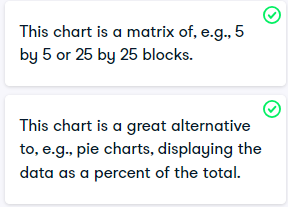 This chart is a matrix of, e.g., 5
by 5 or 25 by 25 blocks.
This chart is a great alternative
to, e.g., pie charts, displaying the
data as a percent of the total.